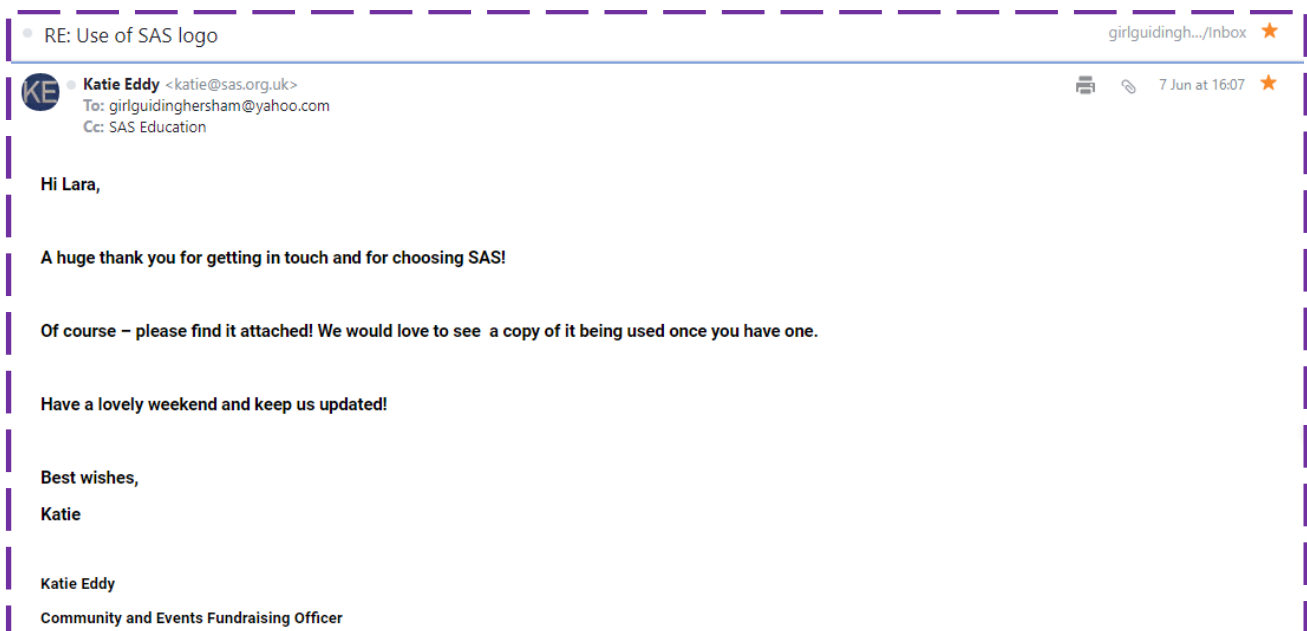 RE: Use of SAS logo
girlguidingh.../Inbox
KE
Katie Eddy <katie@sas.org.uk>
7 Jun at 16:07
To: girlguidinghersham@yahoo.com
Cc: SAS Education
Hi Lara,
A huge thank you for getting in touch and for choosing SAS!
Of course – please find it attached! We would love to see  a copy of it being used once you have one.
Have a lovely weekend and keep us updated!
Best wishes,
Katie
Katie Eddy
Community and Events Fundraising Officer